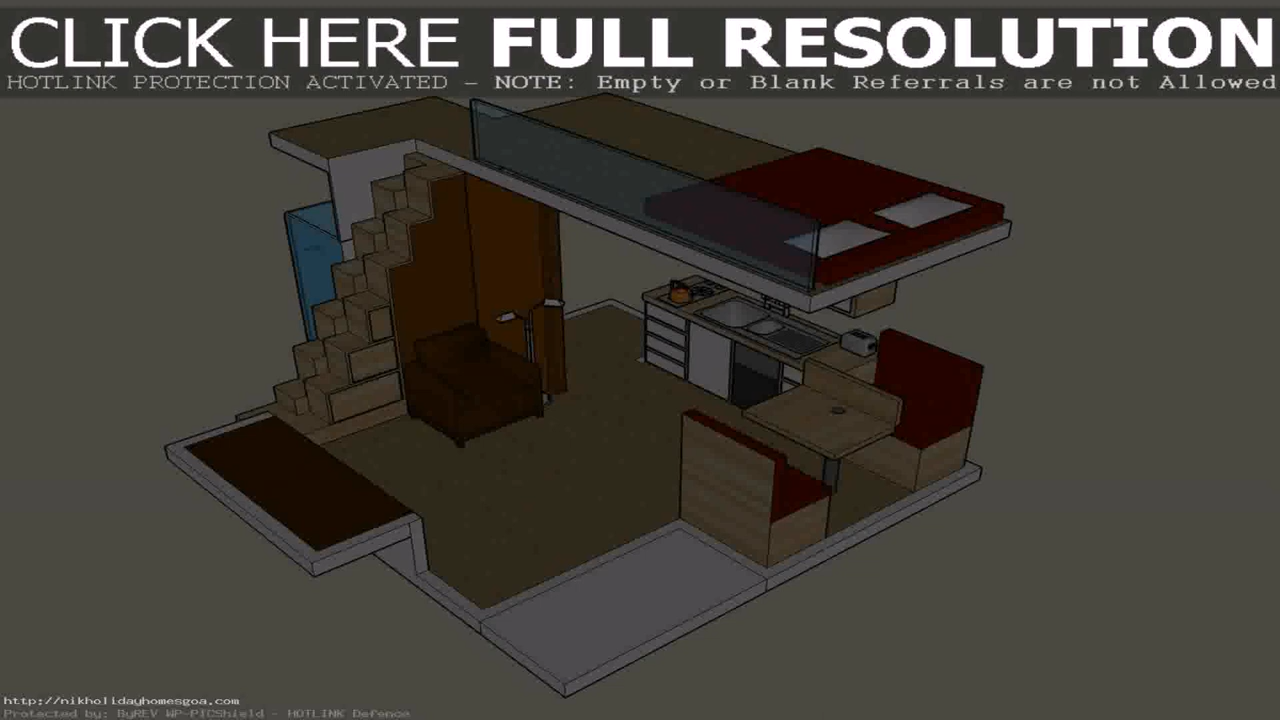 CLICK HERE FULL RESOLUTION
HOTLINK PROTECTION ACTIVATED - NOTE: Empty or Blank Referrals are not Allowed
http://nikholidayhomesgoa.com
Protected by: ByREV WP-PICShield - HOTLINK Defence